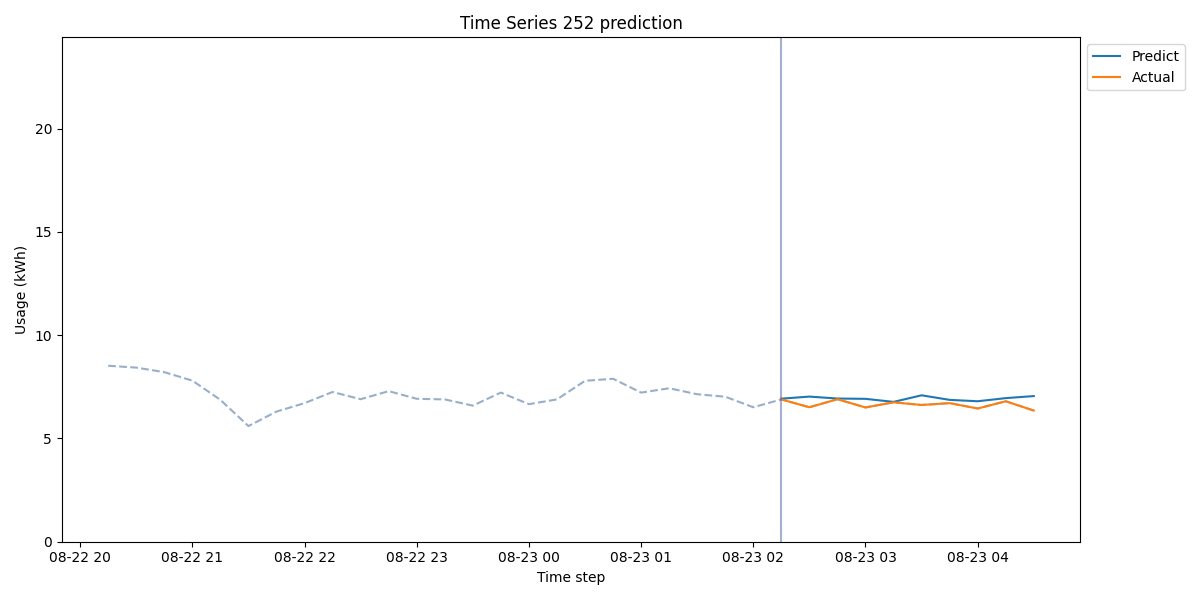 Time Series 252 prediction
Predict
Actual
Usage (kWh)
20
15
10
5
0
08-22 20 08-22 21 08-22 22 08-22 23 08-23 00 08-23 01 08-23 02 08-23 03 08-23 04
Time step